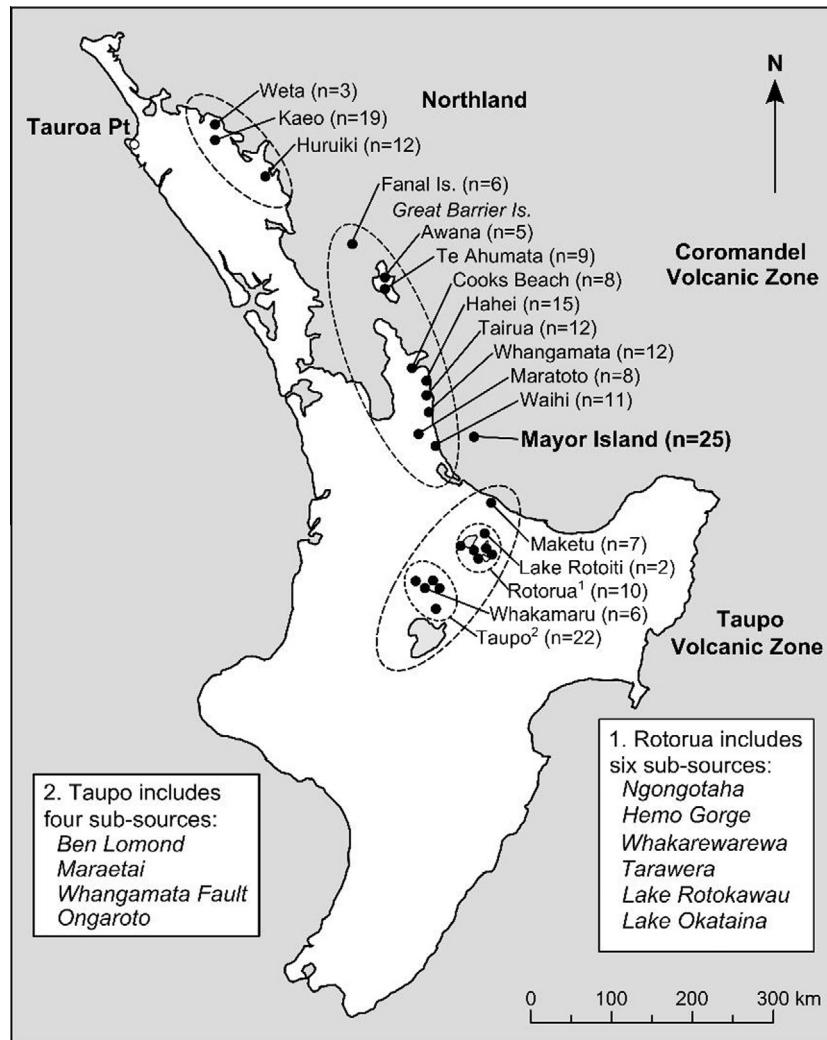 N
Weta (n=3)
Northland
Kaeo (n=19)
Tauroa Pt
Huruiki (n=12)
Fanal Is. (n=6)
Great Barrier Is.
Awana (n=5)
Te Ahumata (n=9)
Coromandel
Volcanic Zone
Cooks Beach (n=8)
Hahei (n=15)
Tairua (n=12)
Whangamata (n=12)
Maratoto (n=8)
Waihi (n=11)
Mayor Island (n=25)
Maketu (n=7)
Lake Rotoiti (n=2)
Rotorua¹ (n=10)
Whakamaru (n=6)
Taupo² (n=22)
Taupo
Volcanic Zone
2. Taupo includes
four sub-sources:
Ben Lomond
Maraetai
Whangamata Fault
Ongaroto
1. Rotorua includes
six sub-sources:
Ngongotaha
Hemo Gorge
Whakarewarewa
Tarawera
Lake Rotokawau
Lake Okataina
0 100 200 300 km